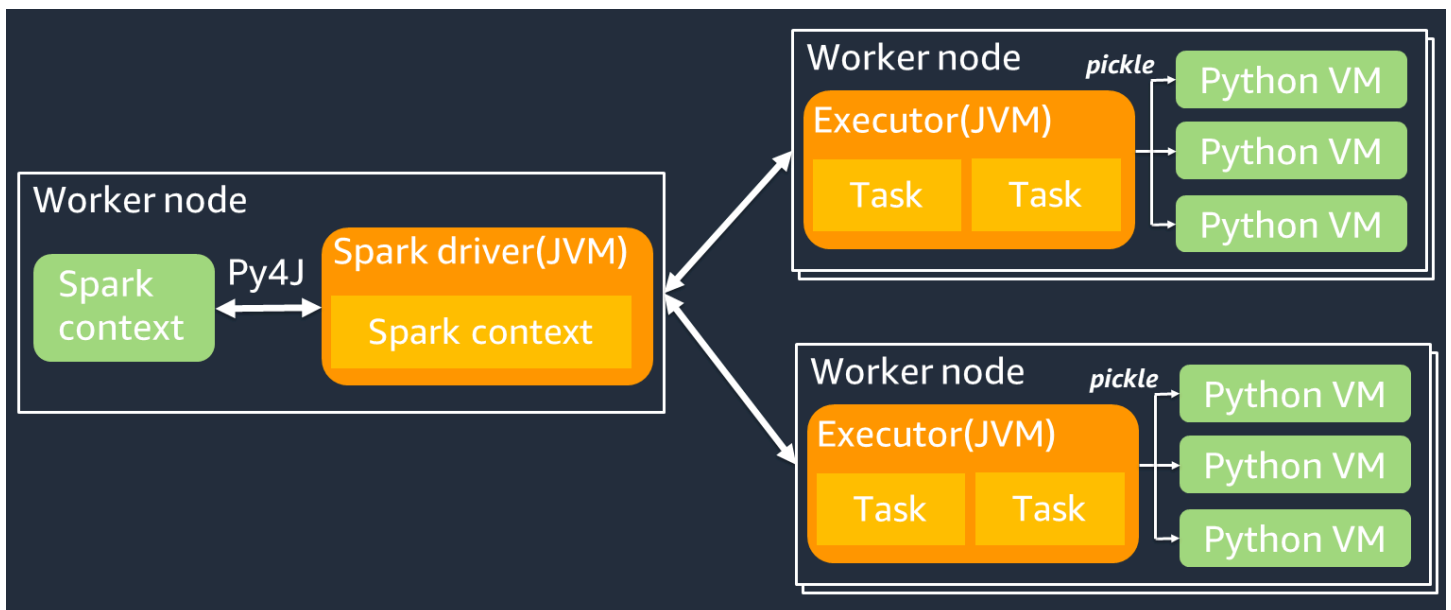 Worker node
Spark
context
Py4J
Spark driver(JVM)
Spark context
Worker node
pickle
Executor(JVM)
Task
Task
Python VM
Python VM
Python VM
Worker node
pickle
Executor(JVM)
Task
Task
Python VM
Python VM
Python VM